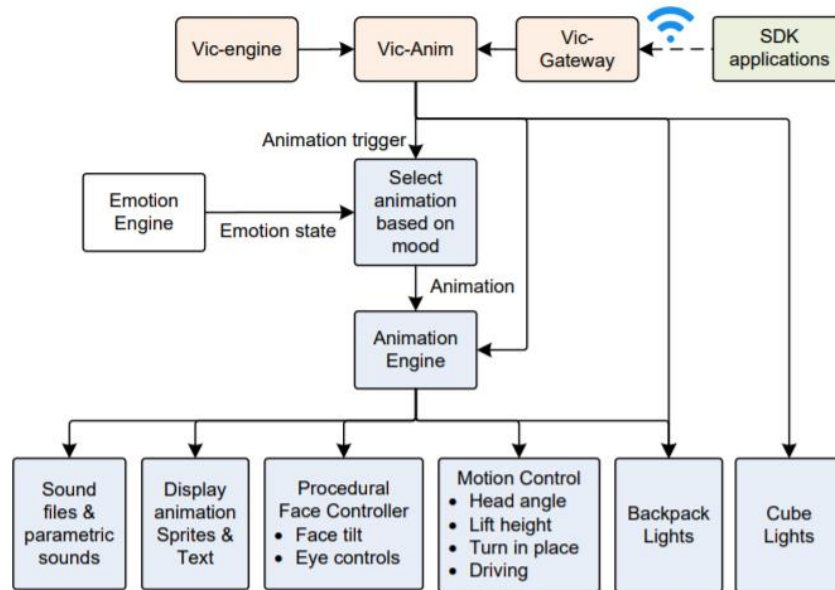 Vic-engine
Vic-Anim
Vic-
Gateway
SDK
applications
Animation trigger
Emotion
Engine
Emotion state
Select
animation
based on
mood
Animation
Animation
Engine
Sound
files &
parametric
sounds
Display
animation
Sprites &
Text
Procedural
Face Controller
• Face tilt
• Eye controls
Motion Control
• Head angle
• Lift height
• Turn in place
• Driving
Backpack
Lights
Cube
Lights